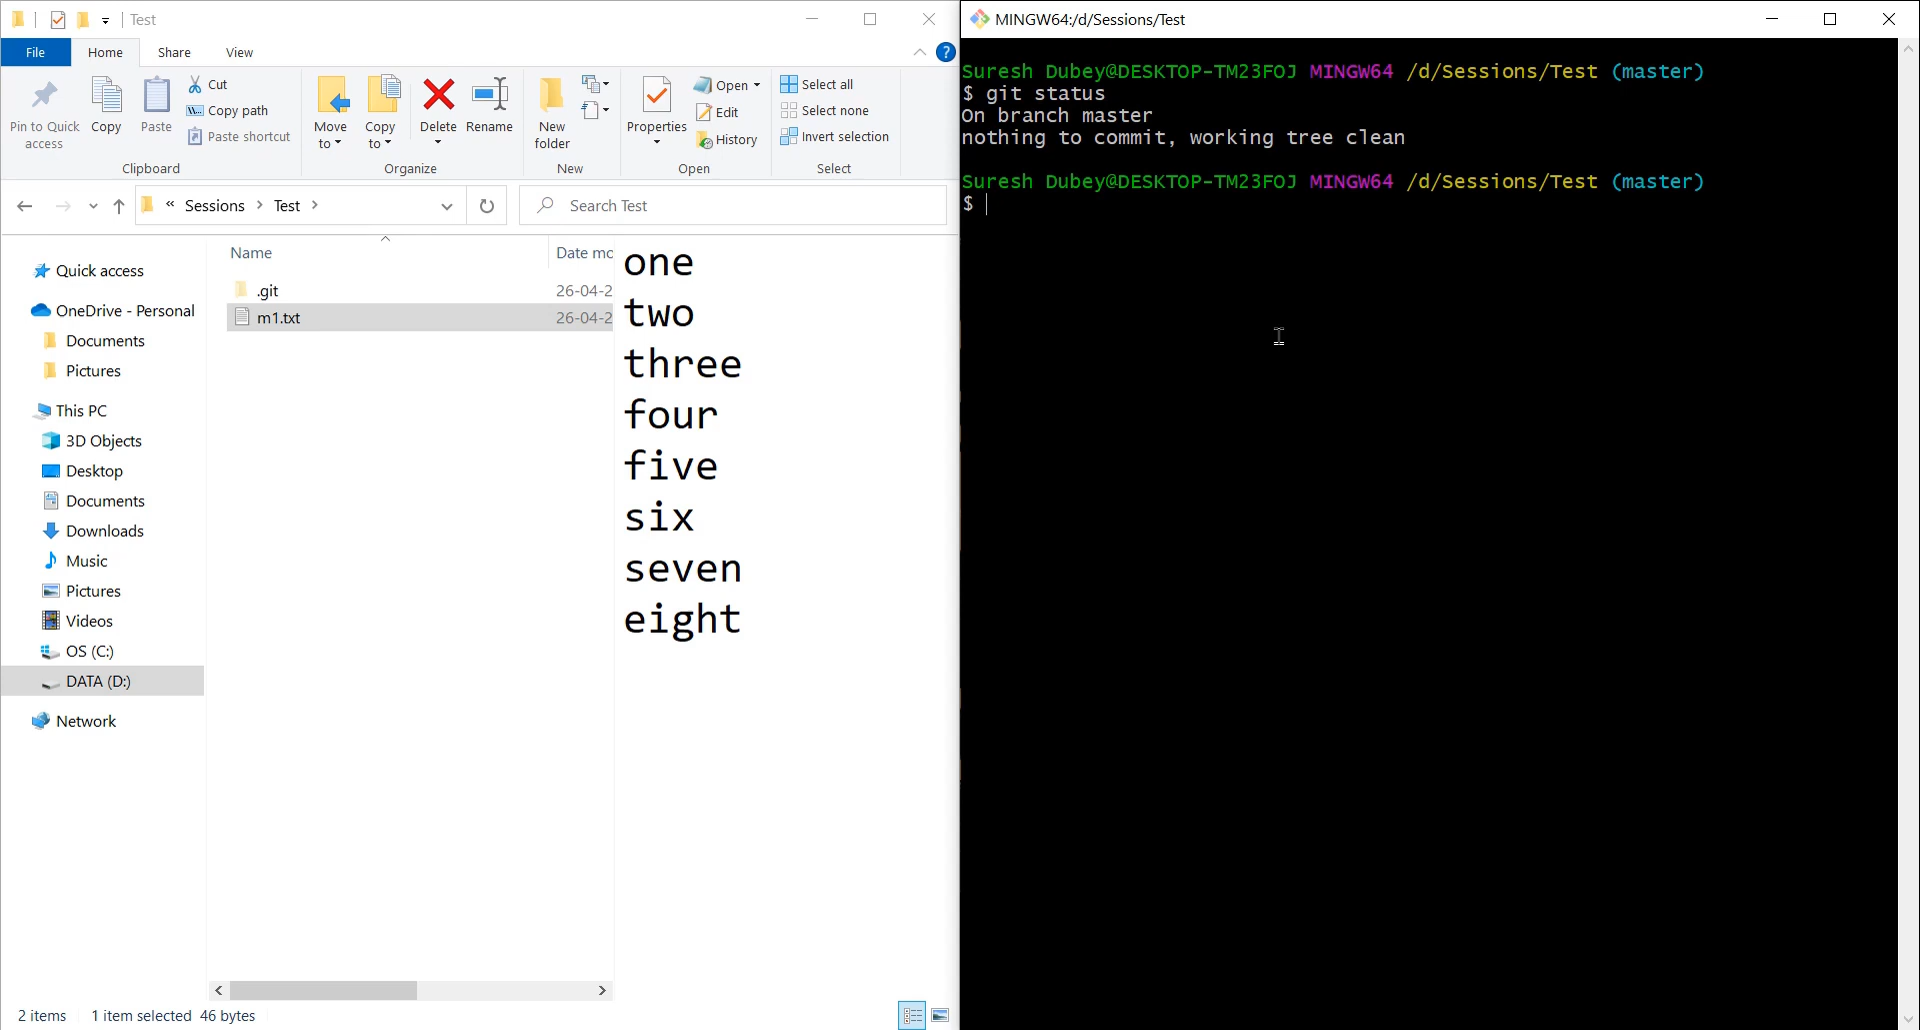 Test
File Home Share View
Pin to Quick access
Copy
Paste
Cut
Copy path
Paste shortcut
Clipboard
Move to
Copy to
Delete
Rename
Organize
New folder
New
Properties
Open
Edit
History
Open
Select all
Select none
Invert selection
Select
« Sessions > Test >
Search Test
Quick access
OneDrive - Personal
Documents
Pictures
This PC
3D Objects
Desktop
Documents
Downloads
Music
Pictures
Videos
OS (C:)
DATA (D:)
Network
Name Date mo
.git 26-04-2
m1.txt 26-04-2
one
two
three
four
five
six
seven
eight
2 items 1 item selected 46 bytes
MINGW64:/d/Sessions/Test
Suresh Dubey@DESKTOP-TM23FOJ MINGW64 /d/Sessions/Test (master)
$ git status
On branch master
nothing to commit, working tree clean
Suresh Dubey@DESKTOP-TM23FOJ MINGW64 /d/Sessions/Test (master)
$